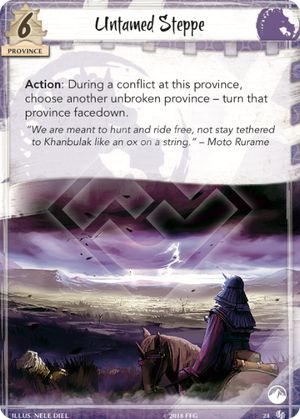 Untamed Steppe
6
PROVINCE
Action: During a conflict at this province,
choose another unbroken province – turn that
province facedown.
“We are meant to hunt and ride free, not stay tethered
to Khanbulak like an ox on a string.” – Moto Rurame
ILLUS. NELE DIEL
© 2018 FFG
24